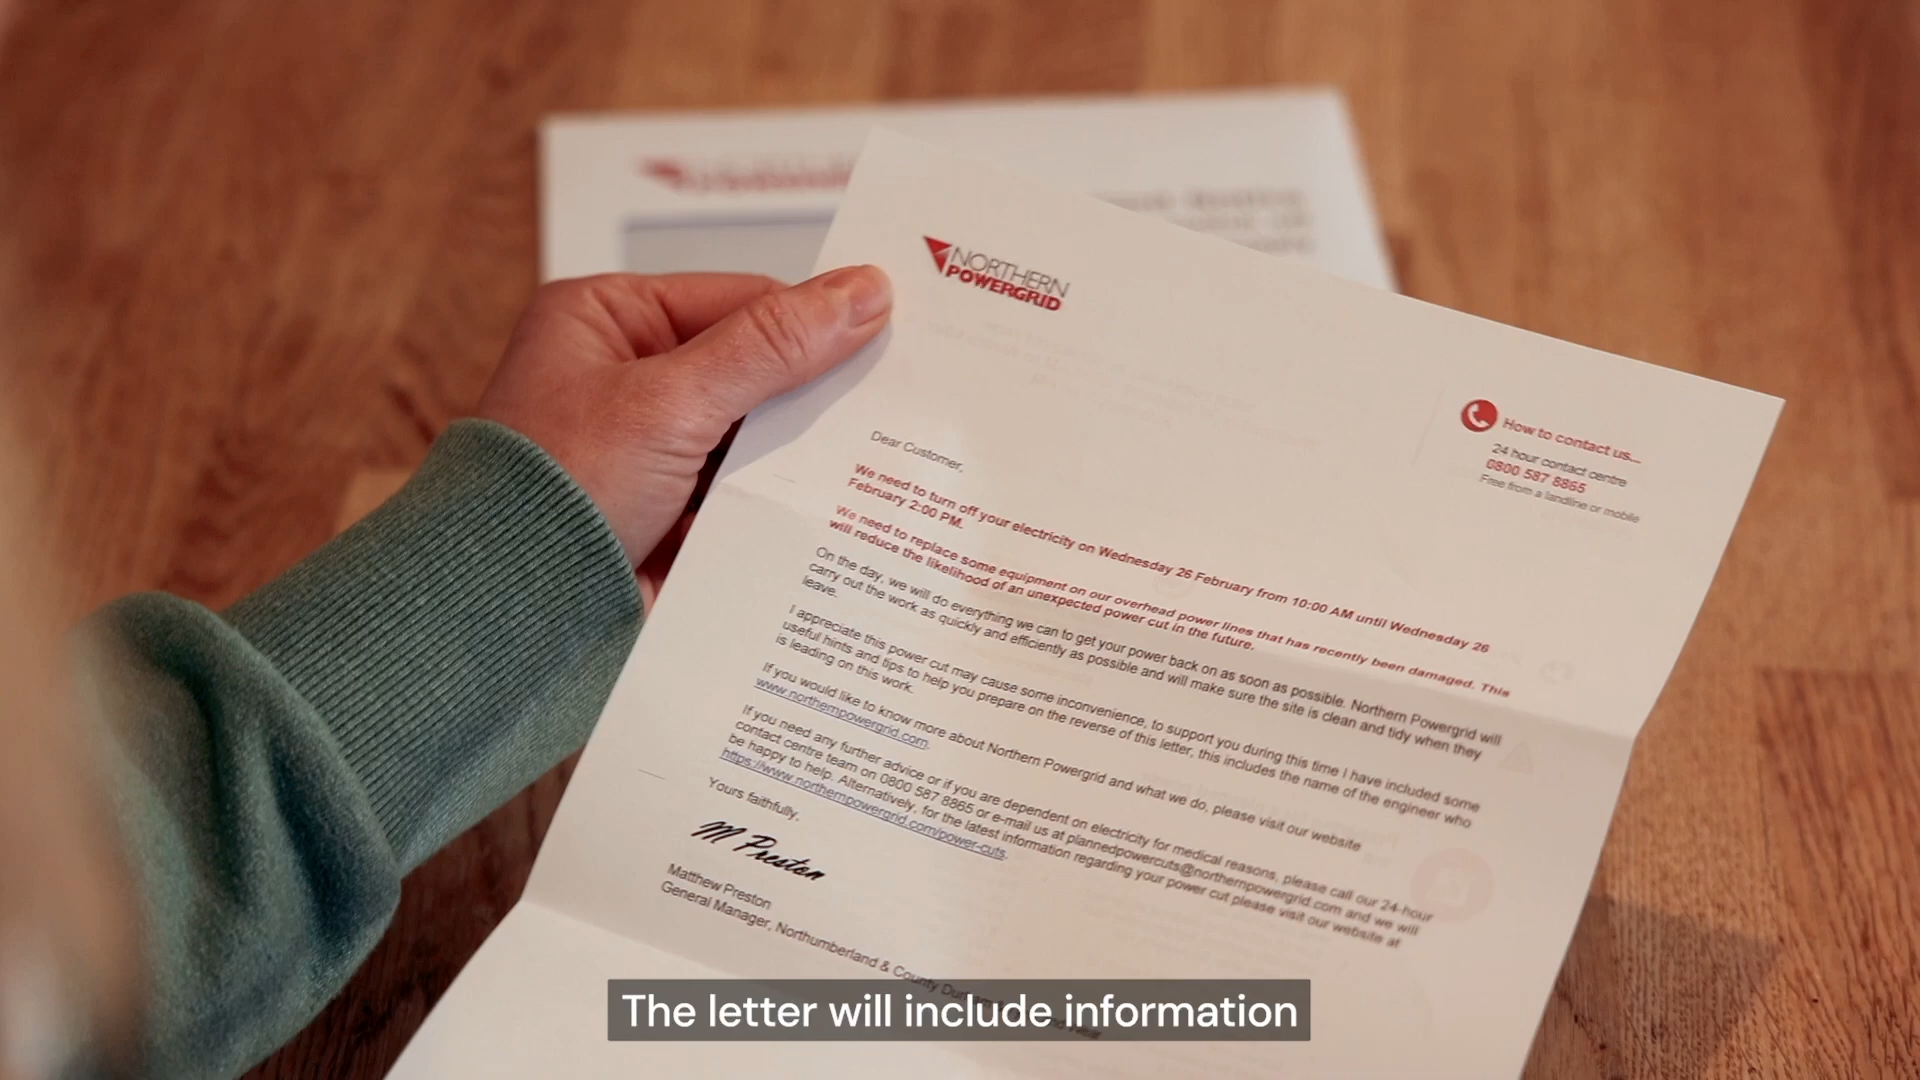 NORTHERN
POWERGRID
How to contact us...
24 hour contact centre
0800 587 8865
Free from a landline or mobile
Dear Customer,
We need to turn off your electricity on Wednesday 26 February from 10:00 AM until Wednesday 26
February 2:00 PM.
We need to replace some equipment on our overhead power lines that has recently been damaged. This
will reduce the likelihood of an unexpected power cut in the future.
On the day, we will do everything we can to get your power back on as soon as possible. Northern Powergrid will
carry out the work as quickly and efficiently as possible and will make sure the site is clean and tidy when they
leave.
I appreciate this power cut may cause some inconvenience, to support you during this time I have included some
useful hints and tips to help you prepare on the reverse of this letter, this includes the name of the engineer who
is leading on this work.
If you would like to know more about Northern Powergrid and what we do, please visit our website
www.northernpowergrid.com.
If you need any further advice or if you are dependent on electricity for medical reasons, please call our 24-hour
contact centre team on 0800 587 8865 or e-mail us at plannedpowercuts@northernpowergrid.com and we will
be happy to help. Alternatively, for the latest information regarding your power cut please visit our website at
https://www.northernpowergrid.com/power-cuts.
Yours faithfully,
M Preston
Matthew Preston
General Manager, Northumberland & County
The letter will include information